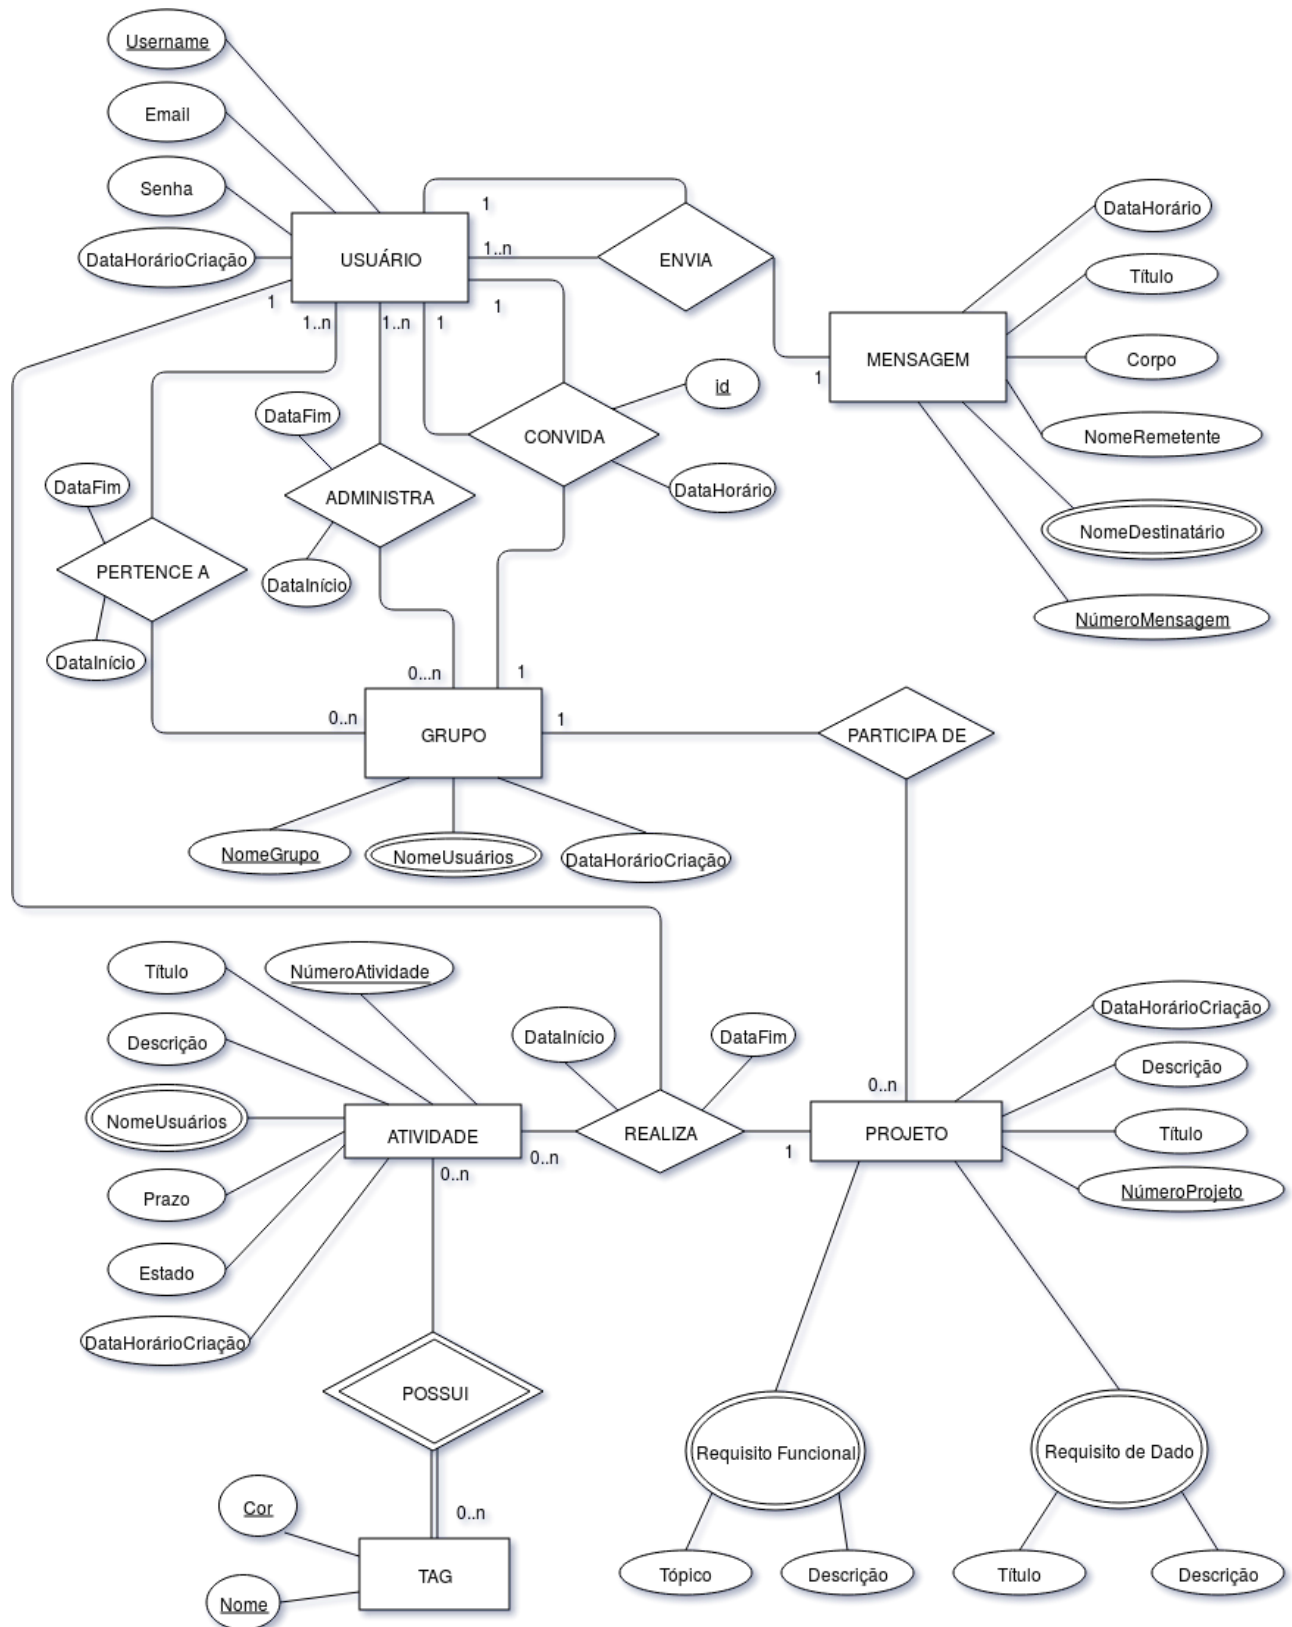 Username
Email
Senha
DataHorárioCriação
USUÁRIO
1
1..n
ENVIA
DataHorário
Título
MENSAGEM
Corpo
1
NomeRemetente
NomeDestinatário
NúmeroMensagem
1
1..n
1..n
1
1
id
CONVIDA
DataHorário
DataFim
ADMINISTRA
DataInício
DataFim
PERTENCE A
DataInício
0...n
1
0..n
GRUPO
1
PARTICIPA DE
NomeGrupo
NomeUsuários
DataHorárioCriação
Título
NúmeroAtividade
Descrição
NomeUsuários
ATIVIDADE
Prazo
Estado
DataHorárioCriação
0..n
0..n
DataInício
DataFim
REALIZA
1
0..n
PROJETO
DataHorárioCriação
Descrição
Título
NúmeroProjeto
POSSUI
0..n
Cor
TAG
Nome
Requisito Funcional
Requisito de Dado
Tópico
Descrição
Título
Descrição